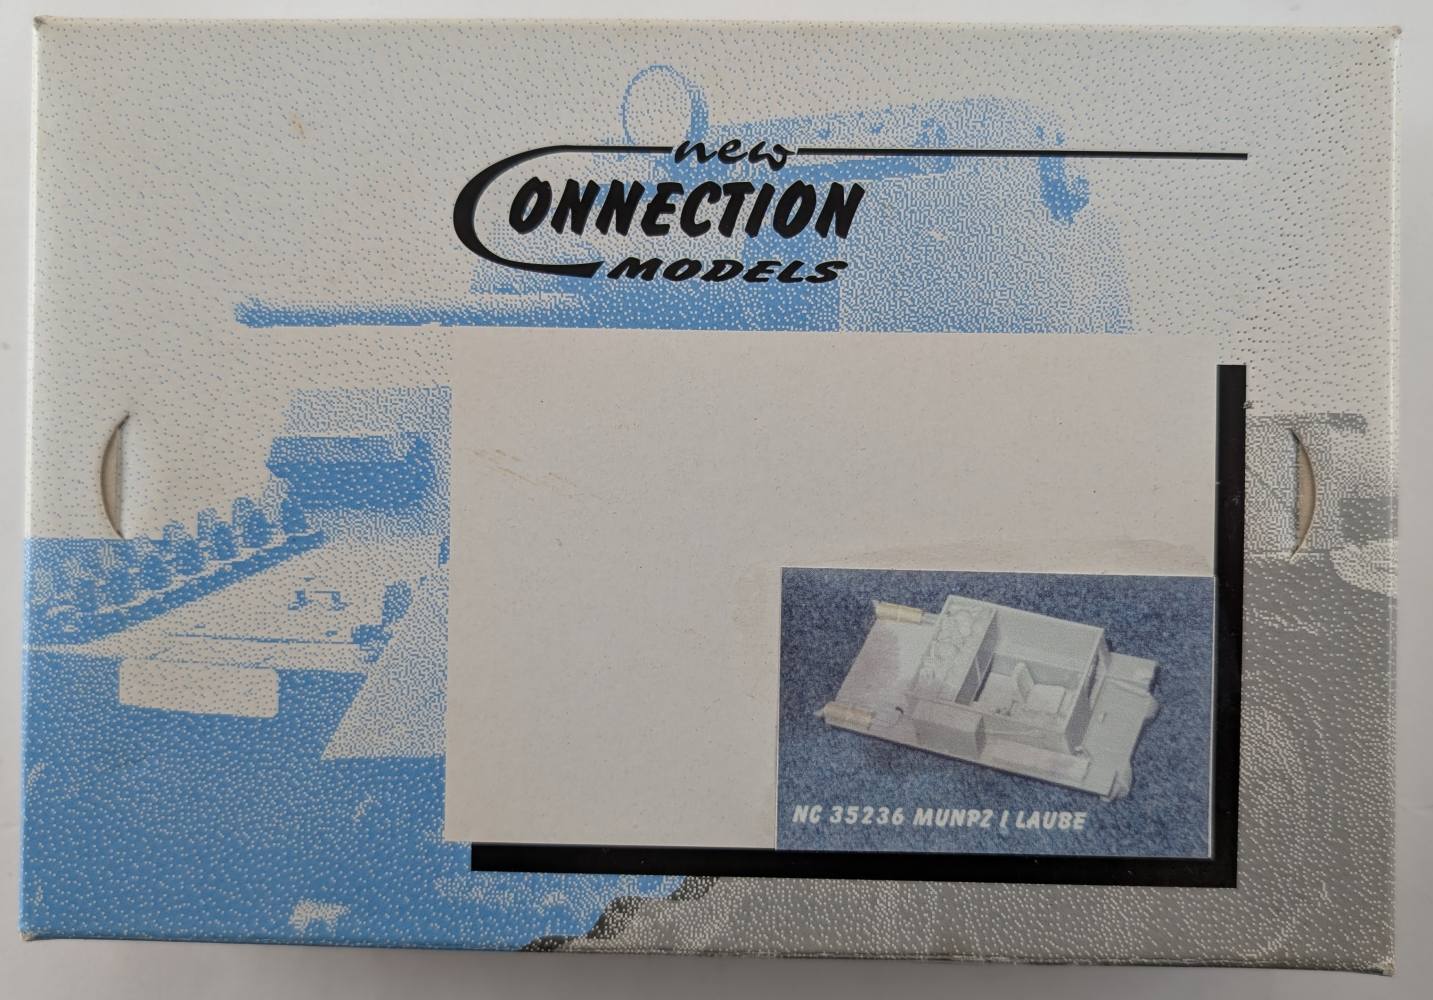 new
CONNECTION
MODELS
NC 35236 MUNPZ I LAUBE